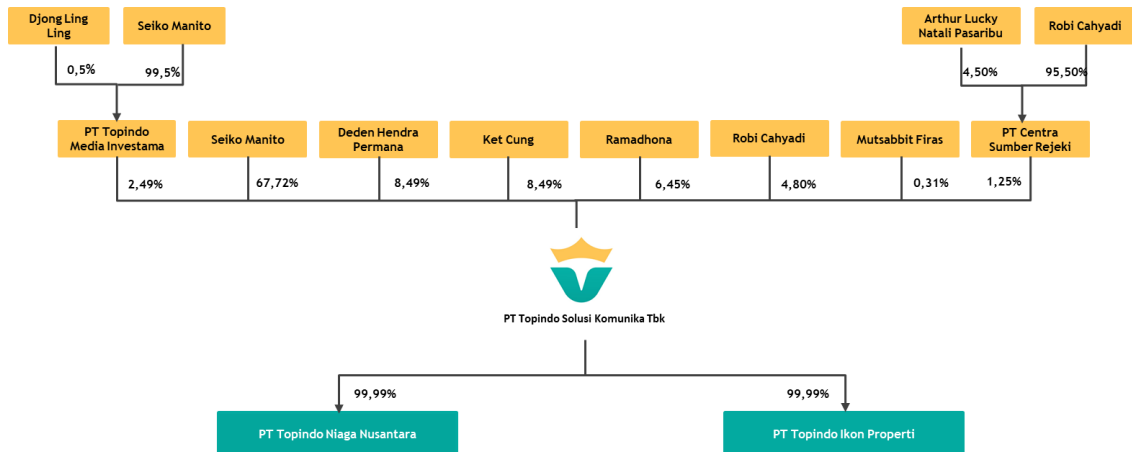 Djong Ling
Ling
Seiko Manito
Arthur Lucky
Natali Pasaribu
Robi Cahyadi
0,5%
99,5%
4,50%
95,50%
PT Topindo
Media Investama
Seiko Manito
Deden Hendra
Permana
Ket Cung
Ramadhona
Robi Cahyadi
Mutsabbit Firas
PT Centra
Sumber Rejeki
2,49%
67,72%
8,49%
8,49%
6,45%
4,80%
0,31%
1,25%
PT Topindo Solusi Komunika Tbk
99,99%
99,99%
PT Topindo Niaga Nusantara
PT Topindo Ikon Properti